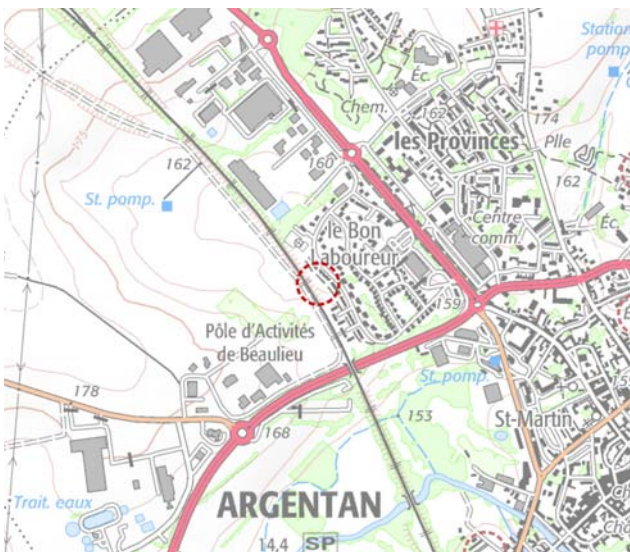 Station
pomp.
Éc.
Chem.
162
174
les Provinces
Plle
175
162
160
162
St. pomp.
Centre
comm.
Éc.
le Bon
Laboureur
159
Pôle d'Activités
de Beaulieu
St. pomp.
178
153
St-Martin
168
Trait. eaux
ARGENTAN
14.4
SP